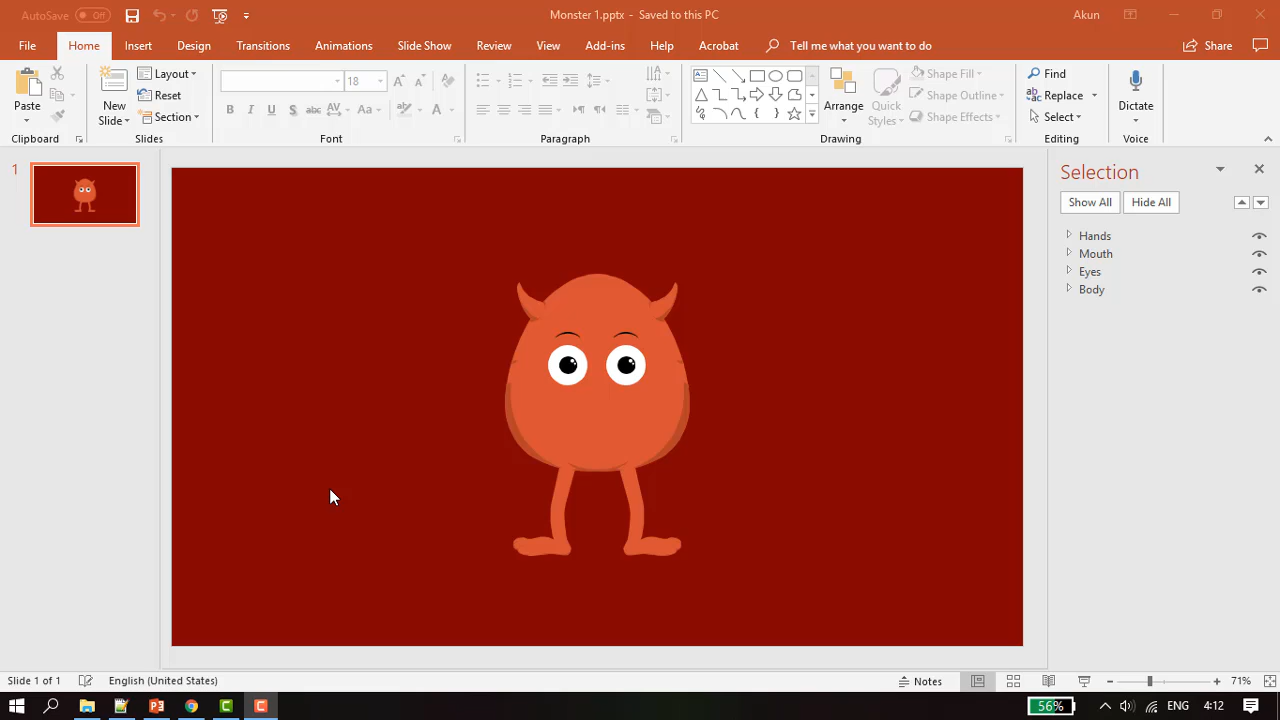 AutoSave Off
Monster 1.pptx - Saved to this PC
Akun
File Home Insert Design Transitions Animations Slide Show Review View Add-ins Help Acrobat Tell me what you want to do Share
Paste
Clipboard
New Slide
Layout
Reset
Section
Slides
18
B I U S abc AV Aa A
Font
Paragraph
Arrange
Quick Styles
Shape Fill
Shape Outline
Shape Effects
Drawing
Find
Replace
Select
Editing
Dictate
Voice
1
Selection
Show All Hide All
Hands
Mouth
Eyes
Body
Slide 1 of 1 English (United States) Notes 71%
56% ENG 4:12